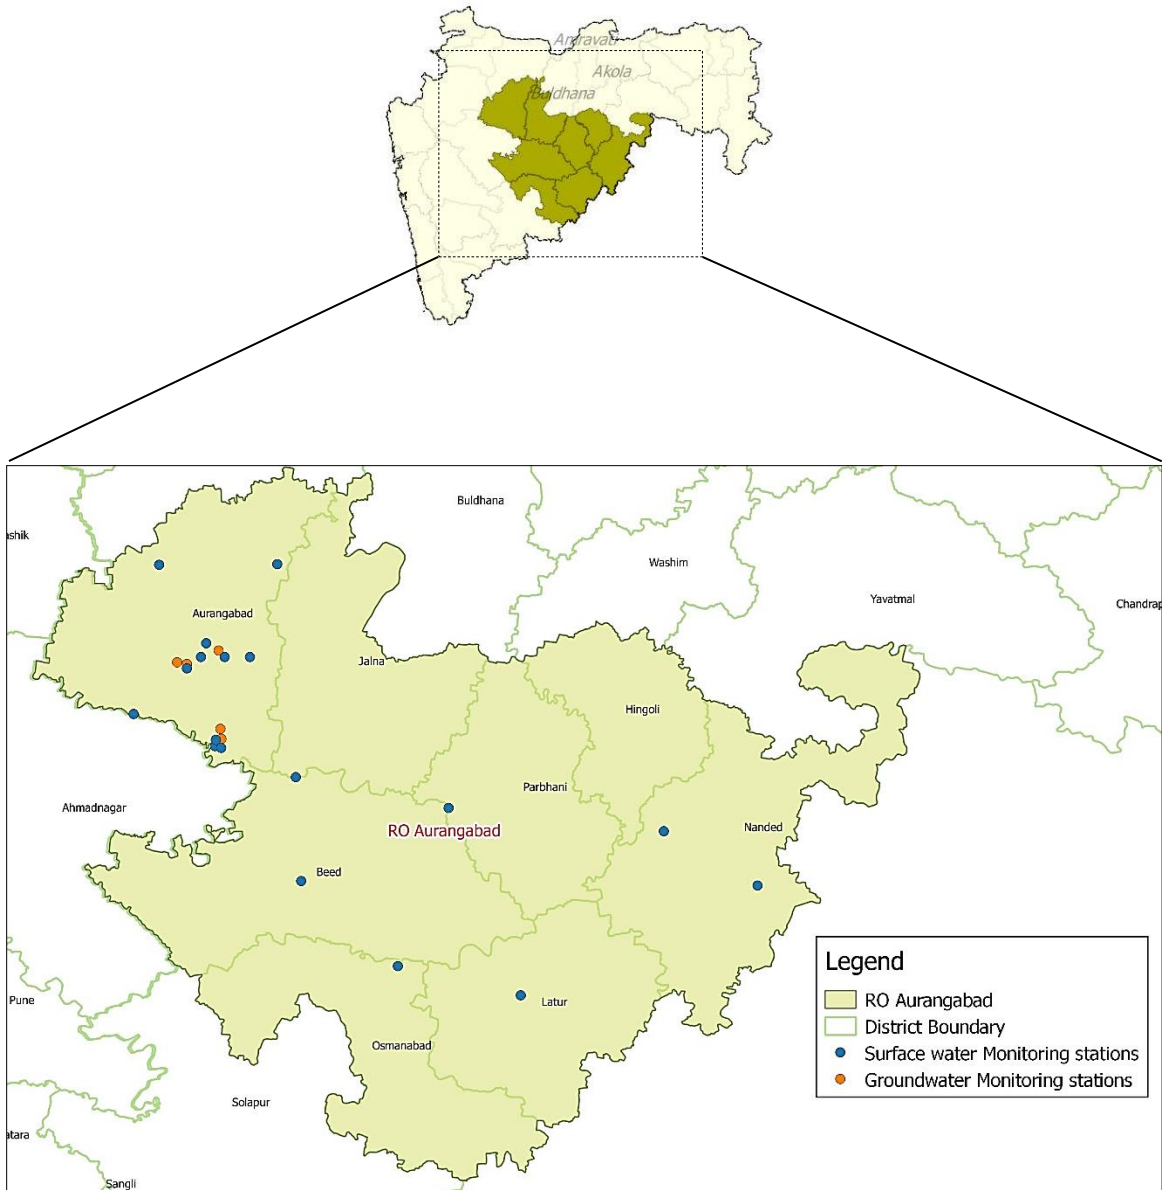 Amravati
Akola
Buldhana
Buldhana
ashik
Washim
Yavatmal
Chandrap
Aurangabad
Jalna
Hingoli
Parbhani
Ahmadnagar
RO Aurangabad
Nanded
Beed
Legend
RO Aurangabad
District Boundary
Surface water Monitoring stations
Groundwater Monitoring stations
Pune
Latur
Osmanabad
Solapur
atara
Sangli